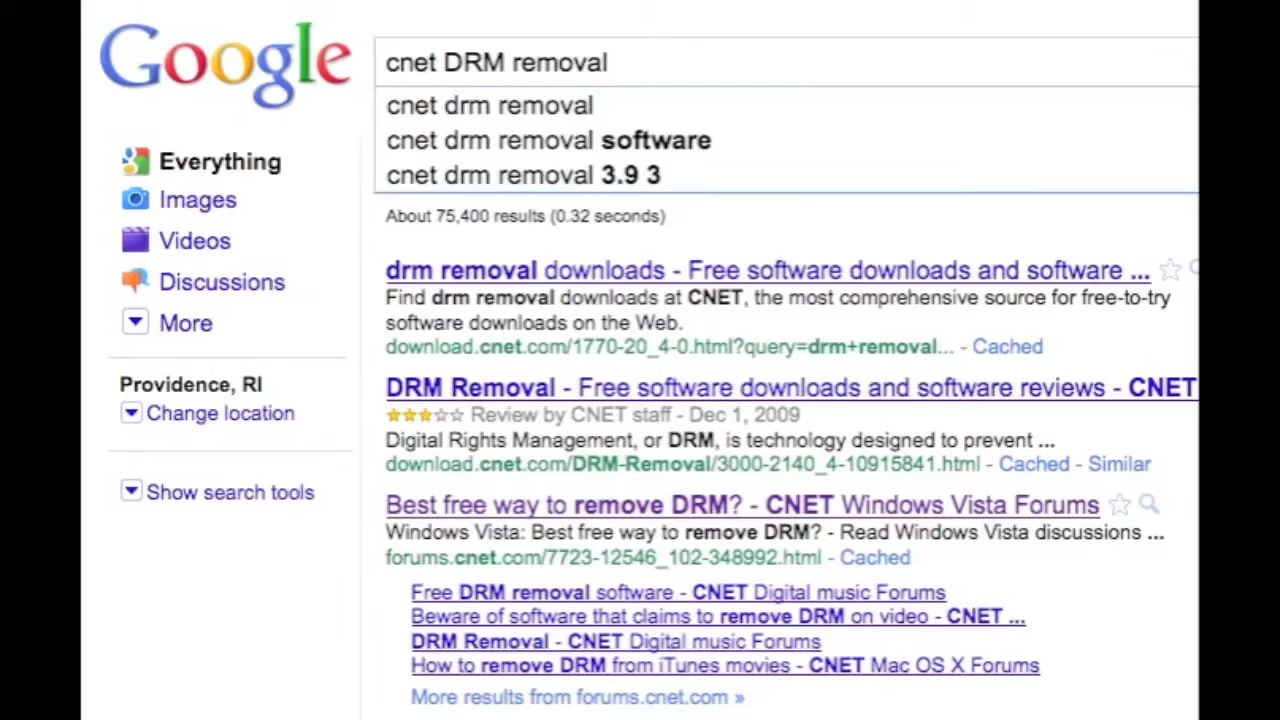 Google
cnet DRM removal
cnet drm removal
cnet drm removal software
cnet drm removal 3.9 3
Everything
Images
Videos
Discussions
More
Providence, RI
Change location
Show search tools
About 75,400 results (0.32 seconds)
drm removal downloads - Free software downloads and software ...
Find drm removal downloads at CNET, the most comprehensive source for free-to-try
software downloads on the Web.
download.cnet.com/1770-20_4-0.html?query=drm+removal... - Cached
DRM Removal - Free software downloads and software reviews - CNET
Review by CNET staff - Dec 1, 2009
Digital Rights Management, or DRM, is technology designed to prevent ...
download.cnet.com/DRM-Removal/3000-2140_4-10915841.html - Cached - Similar
Best free way to remove DRM? - CNET Windows Vista Forums
Windows Vista: Best free way to remove DRM? - Read Windows Vista discussions ...
forums.cnet.com/7723-12546_102-348992.html - Cached
Free DRM removal software - CNET Digital music Forums
Beware of software that claims to remove DRM on video - CNET ...
DRM Removal - CNET Digital music Forums
How to remove DRM from iTunes movies - CNET Mac OS X Forums
More results from forums.cnet.com »